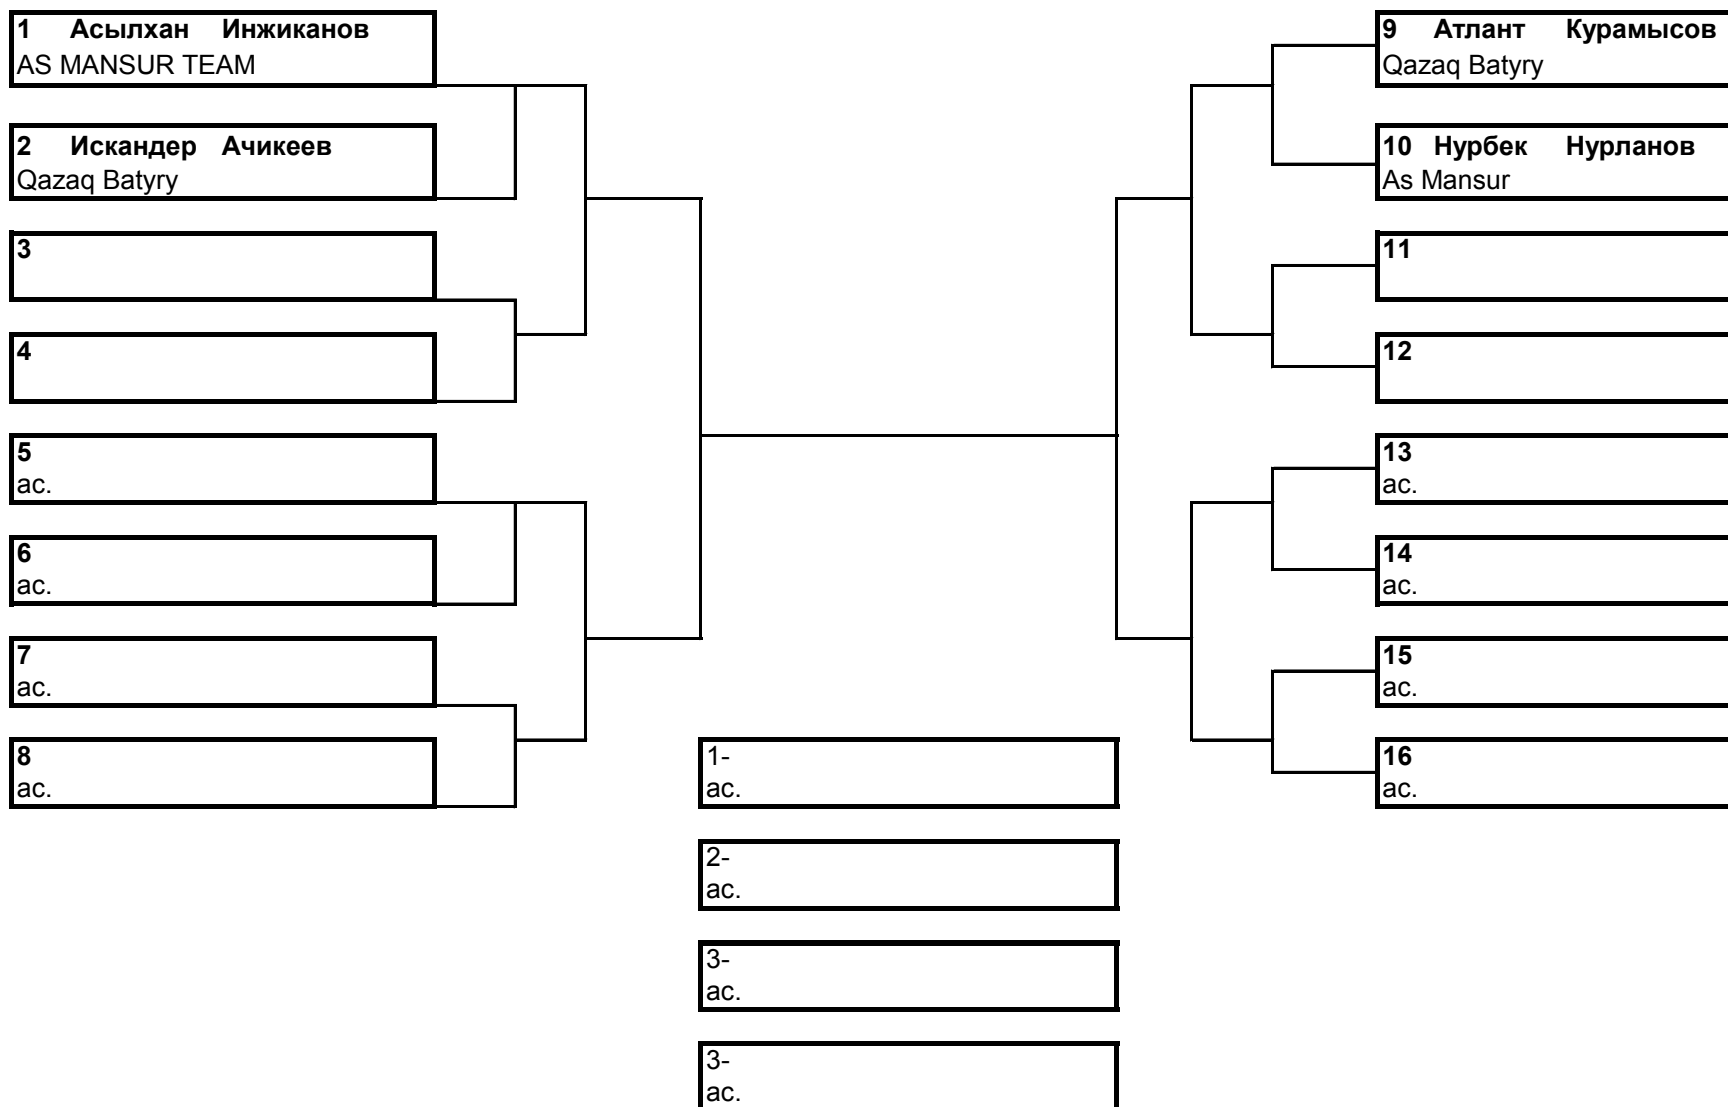 1 Асылхан Инжиканов
AS MANSUR TEAM
2 Искандер Ачикеев
Qazaq Batyry
3
4
5
ас.
6
ас.
7
ас.
8
ас.
1-
ас.
2-
ас.
3-
ас.
3-
ас.
9 Атлант Курамысов
Qazaq Batyry
10 Нурбек Нурланов
As Mansur
11
12
13
ас.
14
ас.
15
ас.
16
ас.